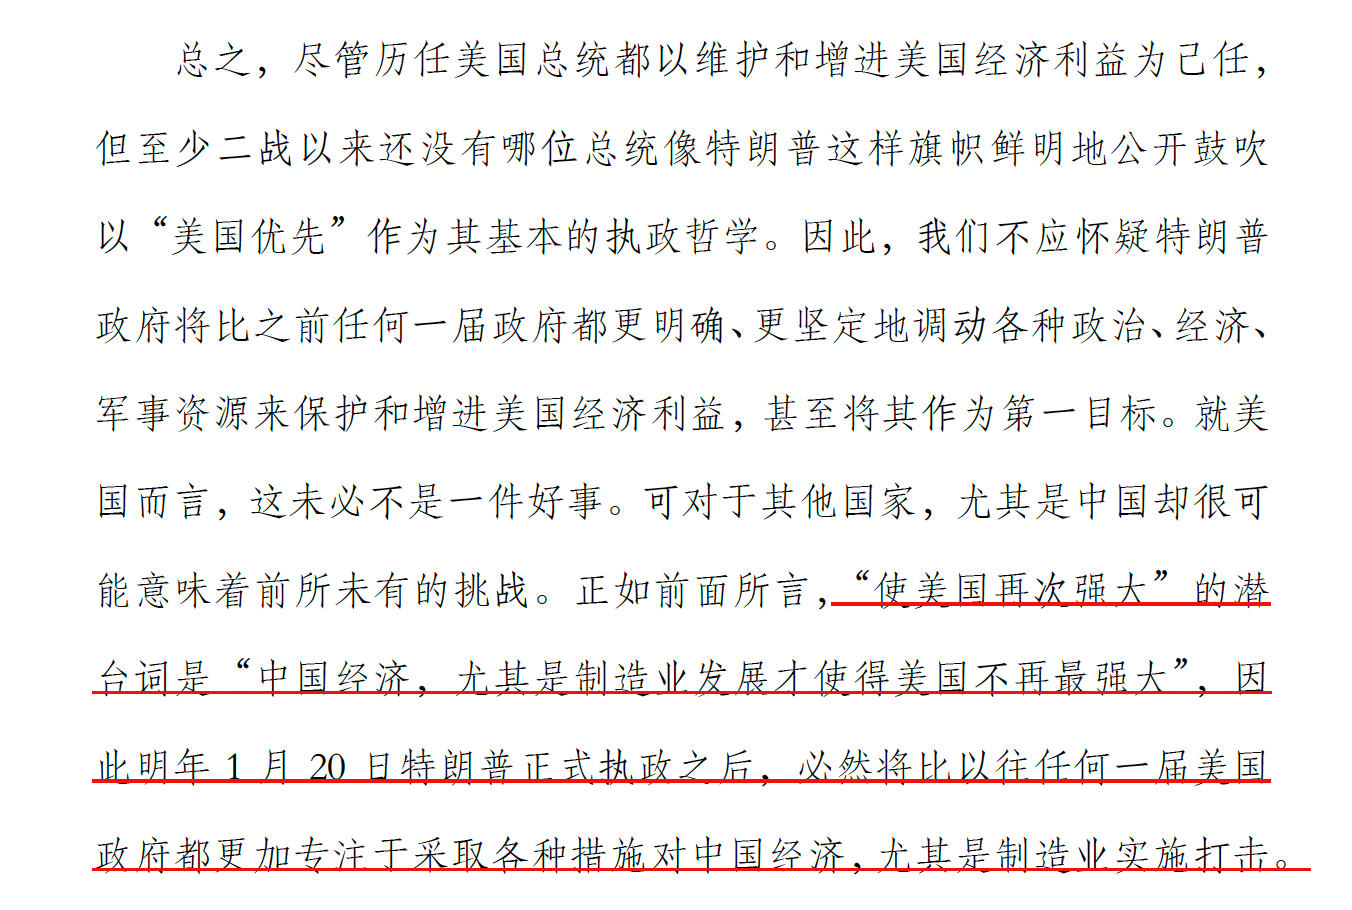 总之，尽管历任美国总统都以维护和增进美国经济利益为己任，
但至少二战以来还没有哪位总统像特朗普这样旗帜鲜明地公开鼓吹
以“美国优先”作为其基本的执政哲学。因此，我们不应怀疑特朗普
政府将比之前任何一届政府都更明确、更坚定地调动各种政治、经济、
军事资源来保护和增进美国经济利益，甚至将其作为第一目标。就美
国而言，这未必不是一件好事。可对于其他国家，尤其是中国却很可
能意味着前所未有的挑战。正如前面所言，“使美国再次强大”的潜
台词是“中国经济，尤其是制造业发展才使得美国不再最强大”，因
此明年 1 月 20 日特朗普正式执政之后，必然将比以往任何一届美国
政府都更加专注于采取各种措施对中国经济，尤其是制造业实施打击。